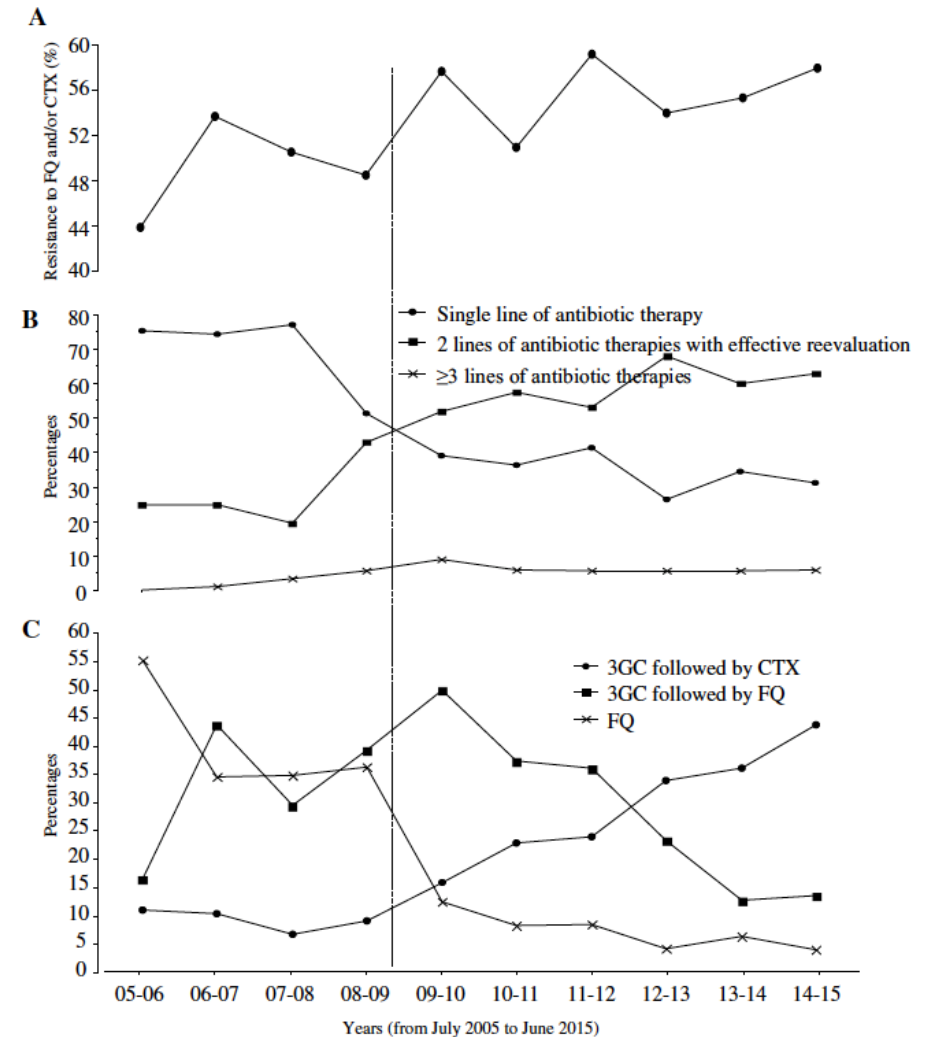 A
Resistance to FQ and/or CTX (%)
60
56
52
48
44
40
B
Percentages
80
70
60
50
40
30
20
10
0
Single line of antibiotic therapy
2 lines of antibiotic therapies with effective reevaluation
≥3 lines of antibiotic therapies
C
Percentages
60
55
50
45
40
35
30
25
20
15
10
5
0
3GC followed by CTX
3GC followed by FQ
FQ
05-06 06-07 07-08 08-09 09-10 10-11 11-12 12-13 13-14 14-15
Years (from July 2005 to June 2015)